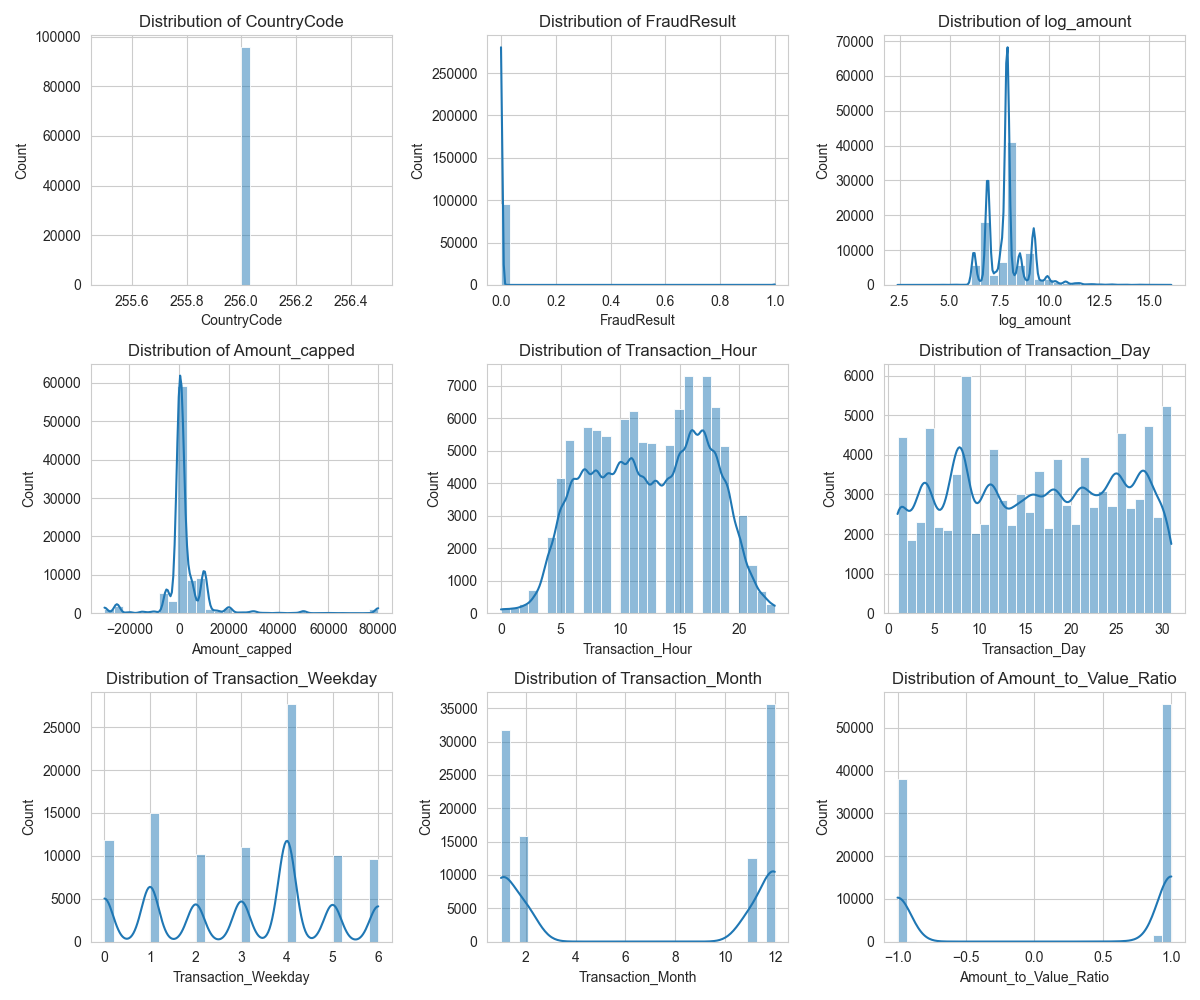 Distribution of CountryCode
100000
80000
60000
40000
20000
0
Count
255.6 255.8 256.0 256.2 256.4
CountryCode
Distribution of FraudResult
250000
200000
150000
100000
50000
0
Count
0.0 0.2 0.4 0.6 0.8 1.0
FraudResult
Distribution of log_amount
70000
60000
50000
40000
30000
20000
10000
0
Count
2.5 5.0 7.5 10.0 12.5 15.0
log_amount
Distribution of Amount_capped
60000
50000
40000
30000
20000
10000
0
Count
−20000 0 20000 40000 60000 80000
Amount_capped
Distribution of Transaction_Hour
7000
6000
5000
4000
3000
2000
1000
0
Count
0 5 10 15 20
Transaction_Hour
Distribution of Transaction_Day
6000
5000
4000
3000
2000
1000
0
Count
0 5 10 15 20 25 30
Transaction_Day
Distribution of Transaction_Weekday
25000
20000
15000
10000
5000
0
Count
0 1 2 3 4 5 6
Transaction_Weekday
Distribution of Transaction_Month
35000
30000
25000
20000
15000
10000
5000
0
Count
2 4 6 8 10 12
Transaction_Month
Distribution of Amount_to_Value_Ratio
50000
40000
30000
20000
10000
0
Count
−1.0 −0.5 0.0 0.5 1.0
Amount_to_Value_Ratio